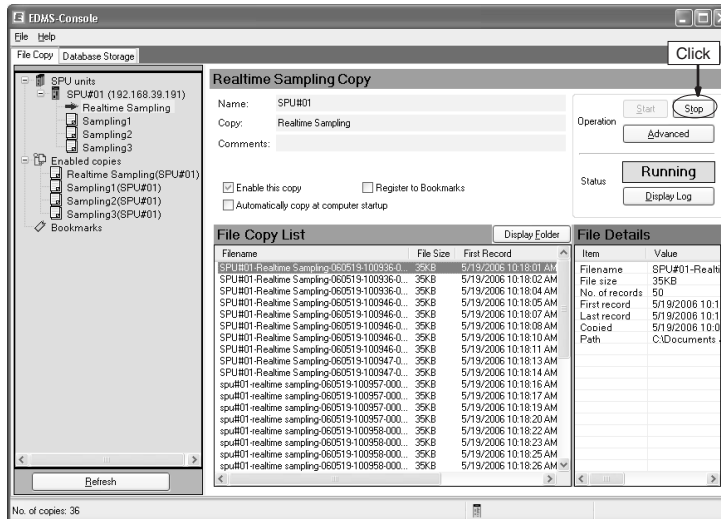 EDMS-Console
File Help
File Copy Database Storage
Click
SPU units
SPU#01 (192.168.39.191)
Realtime Sampling
Sampling1
Sampling2
Sampling3
Enabled copies
Realtime Sampling(SPU#01)
Sampling1(SPU#01)
Sampling2(SPU#01)
Sampling3(SPU#01)
Bookmarks
Refresh
Realtime Sampling Copy
Name: SPU#01
Copy: Realtime Sampling
Comments:
Enable this copy Register to Bookmarks
Automatically copy at computer startup
Operation Start Stop
Advanced
Status Running
Display Log
File Copy List Display Folder
Filename File Size First Record
SPU#01-Realtime Sampling-060519-100936-0... 35KB 5/19/2006 10:18:01 AM
SPU#01-Realtime Sampling-060519-100936-0... 35KB 5/19/2006 10:18:02 AM
SPU#01-Realtime Sampling-060519-100936-0... 35KB 5/19/2006 10:18:04 AM
SPU#01-Realtime Sampling-060519-100946-0... 35KB 5/19/2006 10:18:05 AM
SPU#01-Realtime Sampling-060519-100946-0... 35KB 5/19/2006 10:18:07 AM
SPU#01-Realtime Sampling-060519-100946-0... 35KB 5/19/2006 10:18:08 AM
SPU#01-Realtime Sampling-060519-100946-0... 35KB 5/19/2006 10:18:10 AM
SPU#01-Realtime Sampling-060519-100946-0... 35KB 5/19/2006 10:18:11 AM
SPU#01-Realtime Sampling-060519-100947-0... 35KB 5/19/2006 10:18:13 AM
SPU#01-Realtime Sampling-060519-100947-0... 35KB 5/19/2006 10:18:14 AM
spu#01-realtime sampling-060519-100957-000... 35KB 5/19/2006 10:18:16 AM
spu#01-realtime sampling-060519-100957-000... 35KB 5/19/2006 10:18:17 AM
spu#01-realtime sampling-060519-100957-000... 35KB 5/19/2006 10:18:19 AM
spu#01-realtime sampling-060519-100957-000... 35KB 5/19/2006 10:18:20 AM
spu#01-realtime sampling-060519-100958-000... 35KB 5/19/2006 10:18:22 AM
spu#01-realtime sampling-060519-100958-000... 35KB 5/19/2006 10:18:23 AM
spu#01-realtime sampling-060519-100958-000... 35KB 5/19/2006 10:18:25 AM
spu#01-realtime sampling-060519-100958-000... 35KB 5/19/2006 10:18:26 AM
File Details
Item Value
Filename SPU#01-Realti
File size 35KB
No. of records 50
First record 5/19/2006 10:1
Last record 5/19/2006 10:1
Copied 5/19/2006 10:0
Path C:\Documents
No. of copies: 36